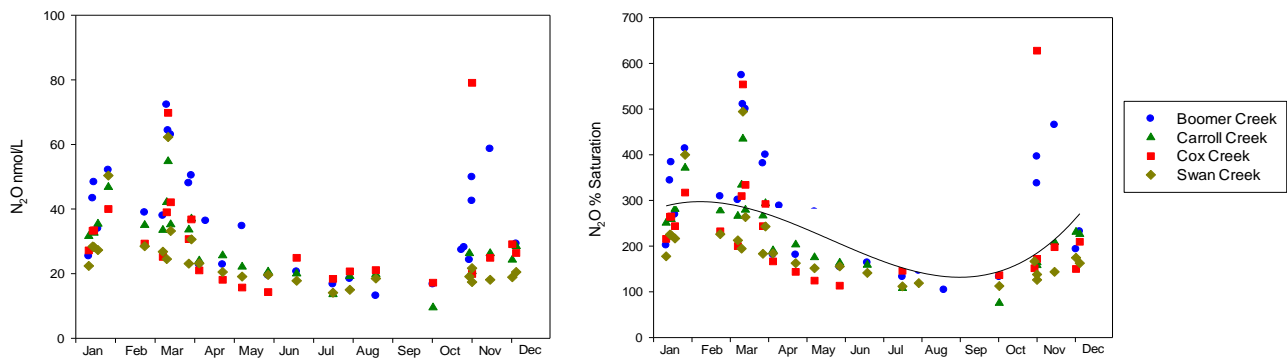 N₂O nmol/L
100
80
60
40
20
0
Jan Feb Mar Apr May Jun Jul Aug Sep Oct Nov Dec
N₂O % Saturation
700
600
500
400
300
200
100
0
Jan Feb Mar Apr May Jun Jul Aug Sep Oct Nov Dec
Boomer Creek
Carroll Creek
Cox Creek
Swan Creek